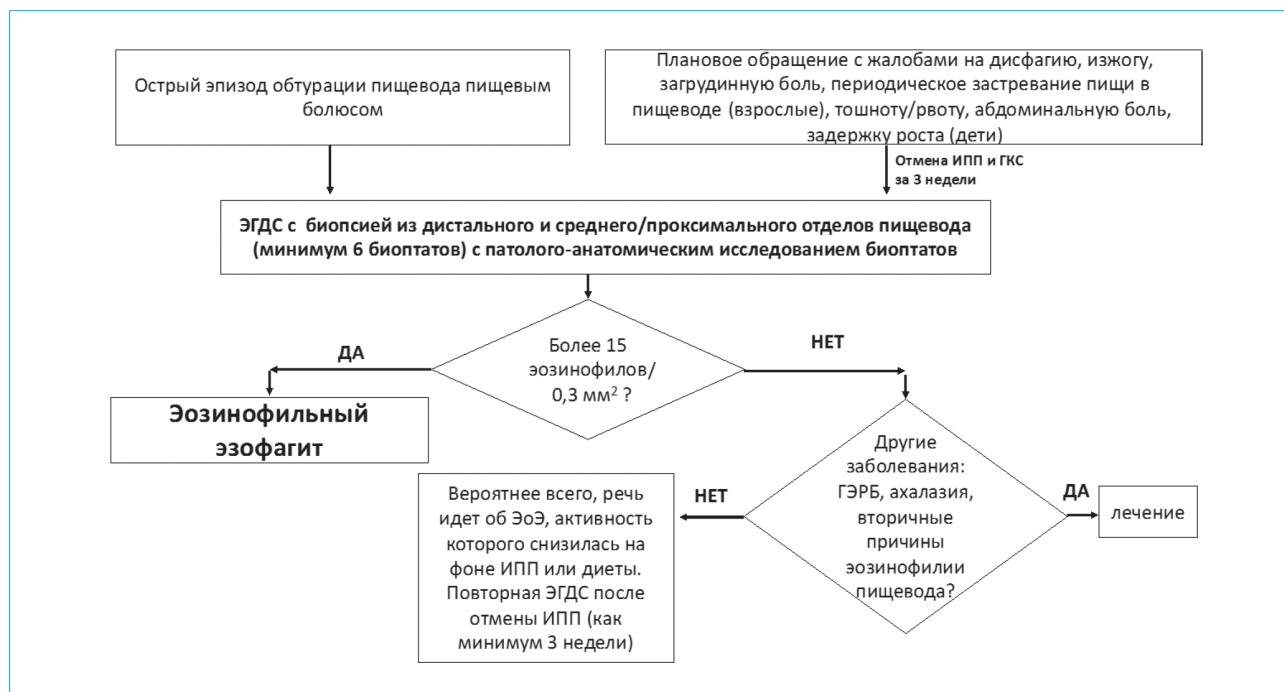 Острый эпизод обтурации пищевода пищевым
болюсом
Плановое обращение с жалобами на дисфагию, изжогу,
загрудинную боль, периодическое застревание пищи в
пищеводе (взрослые), тошноту/рвоту, абдоминальную боль,
задержку роста (дети)
Отмена ИПП и ГКС
за 3 недели
ЭГДС с биопсией из дистального и среднего/проксимального отделов пищевода
(минимум 6 биоптатов) с патолого-анатомическим исследованием биоптатов
Более 15
эозинофилов/
0,3 мм² ?
ДА
НЕТ
Эозинофильный
эзофагит
Другие
заболевания:
ГЭРБ, ахалазия,
вторичные
причины
эозинофилии
пищевода?
НЕТ
ДА
Вероятнее всего, речь
идет об ЭоЭ, активность
которого снизилась на
фоне ИПП или диеты.
Повторная ЭГДС после
отмены ИПП (как
минимум 3 недели)
лечение